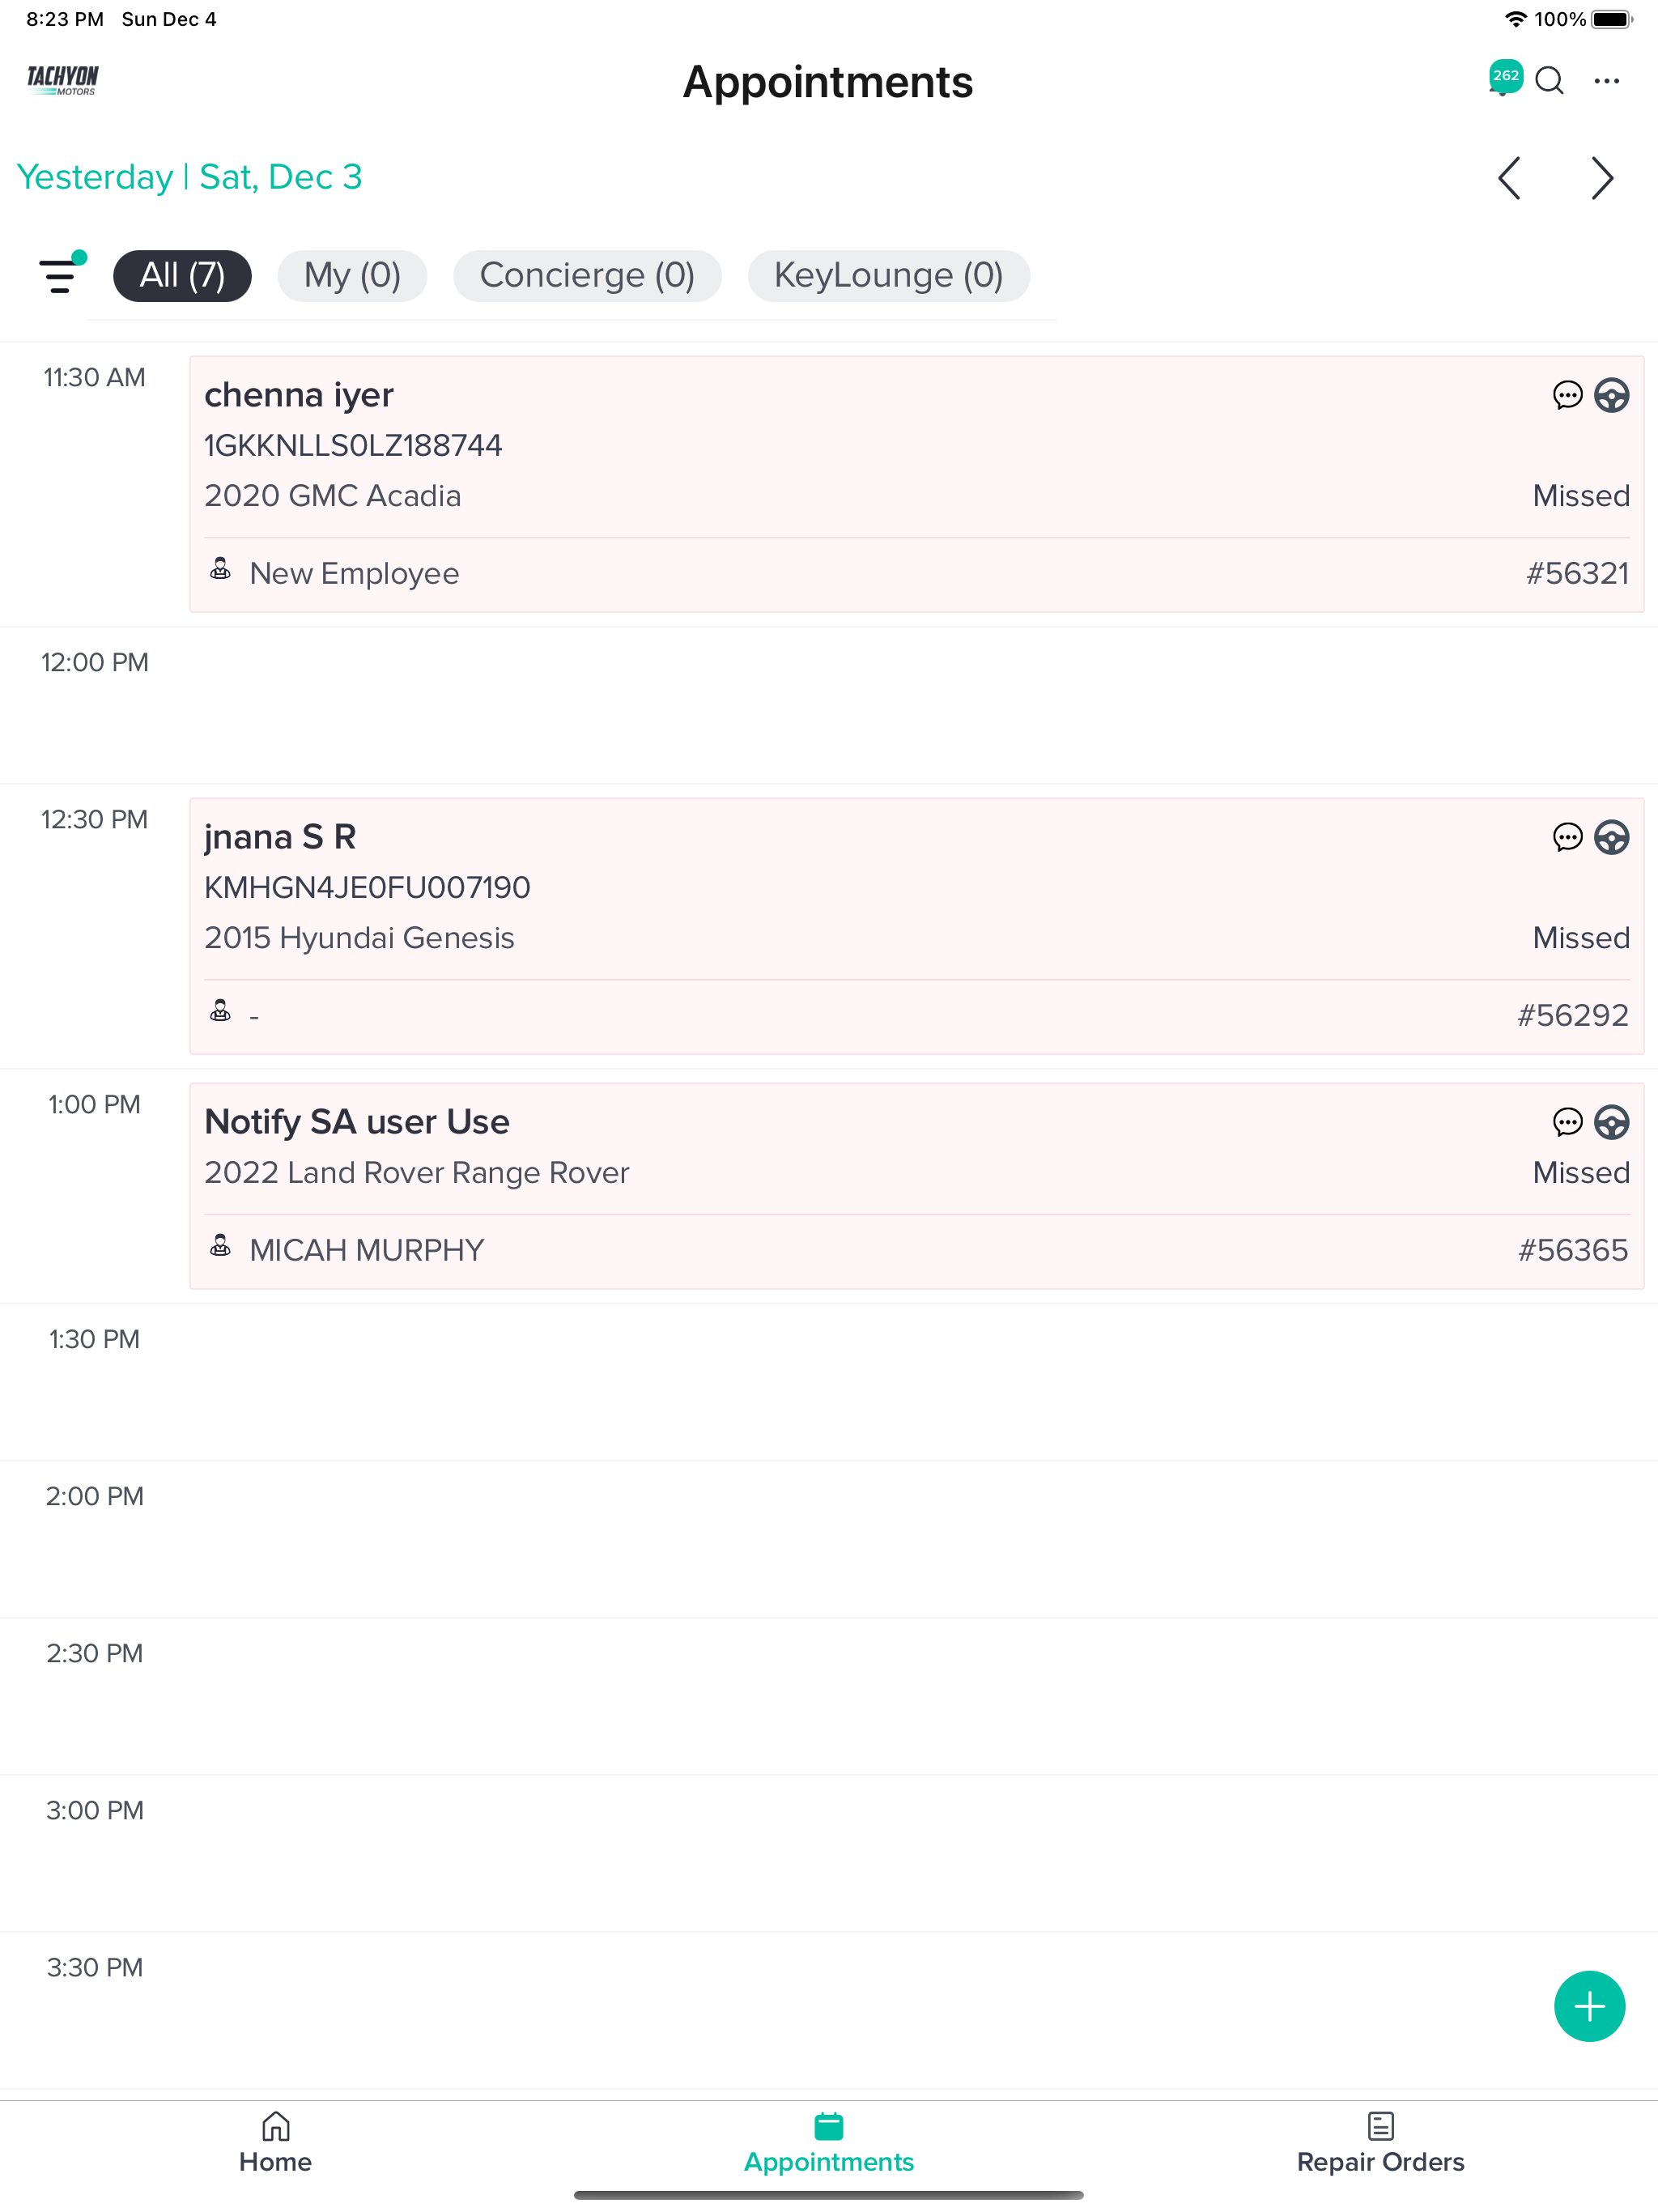 8:23 PM Sun Dec 4 100%
TACHYON
MOTORS
Appointments
262
Yesterday | Sat, Dec 3
All (7) My (0) Concierge (0) KeyLounge (0)
11:30 AM
chenna iyer
1GKKNLLS0LZ188744
2020 GMC Acadia Missed
New Employee #56321
12:00 PM
12:30 PM
jnana S R
KMHGN4JE0FU007190
2015 Hyundai Genesis Missed
- #56292
1:00 PM
Notify SA user Use
2022 Land Rover Range Rover Missed
MICAH MURPHY #56365
1:30 PM
2:00 PM
2:30 PM
3:00 PM
3:30 PM
Home Appointments Repair Orders